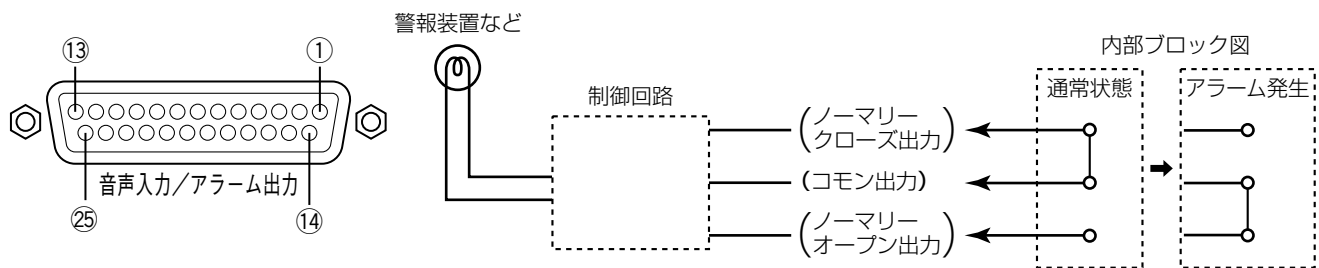 警報装置など
⑬
①
音声入力／アラーム出力
㉕
⑭
制御回路
(ノーマリー
クローズ出力)
(コモン出力)
(ノーマリー
オープン出力)
内部ブロック図
通常状態
アラーム発生